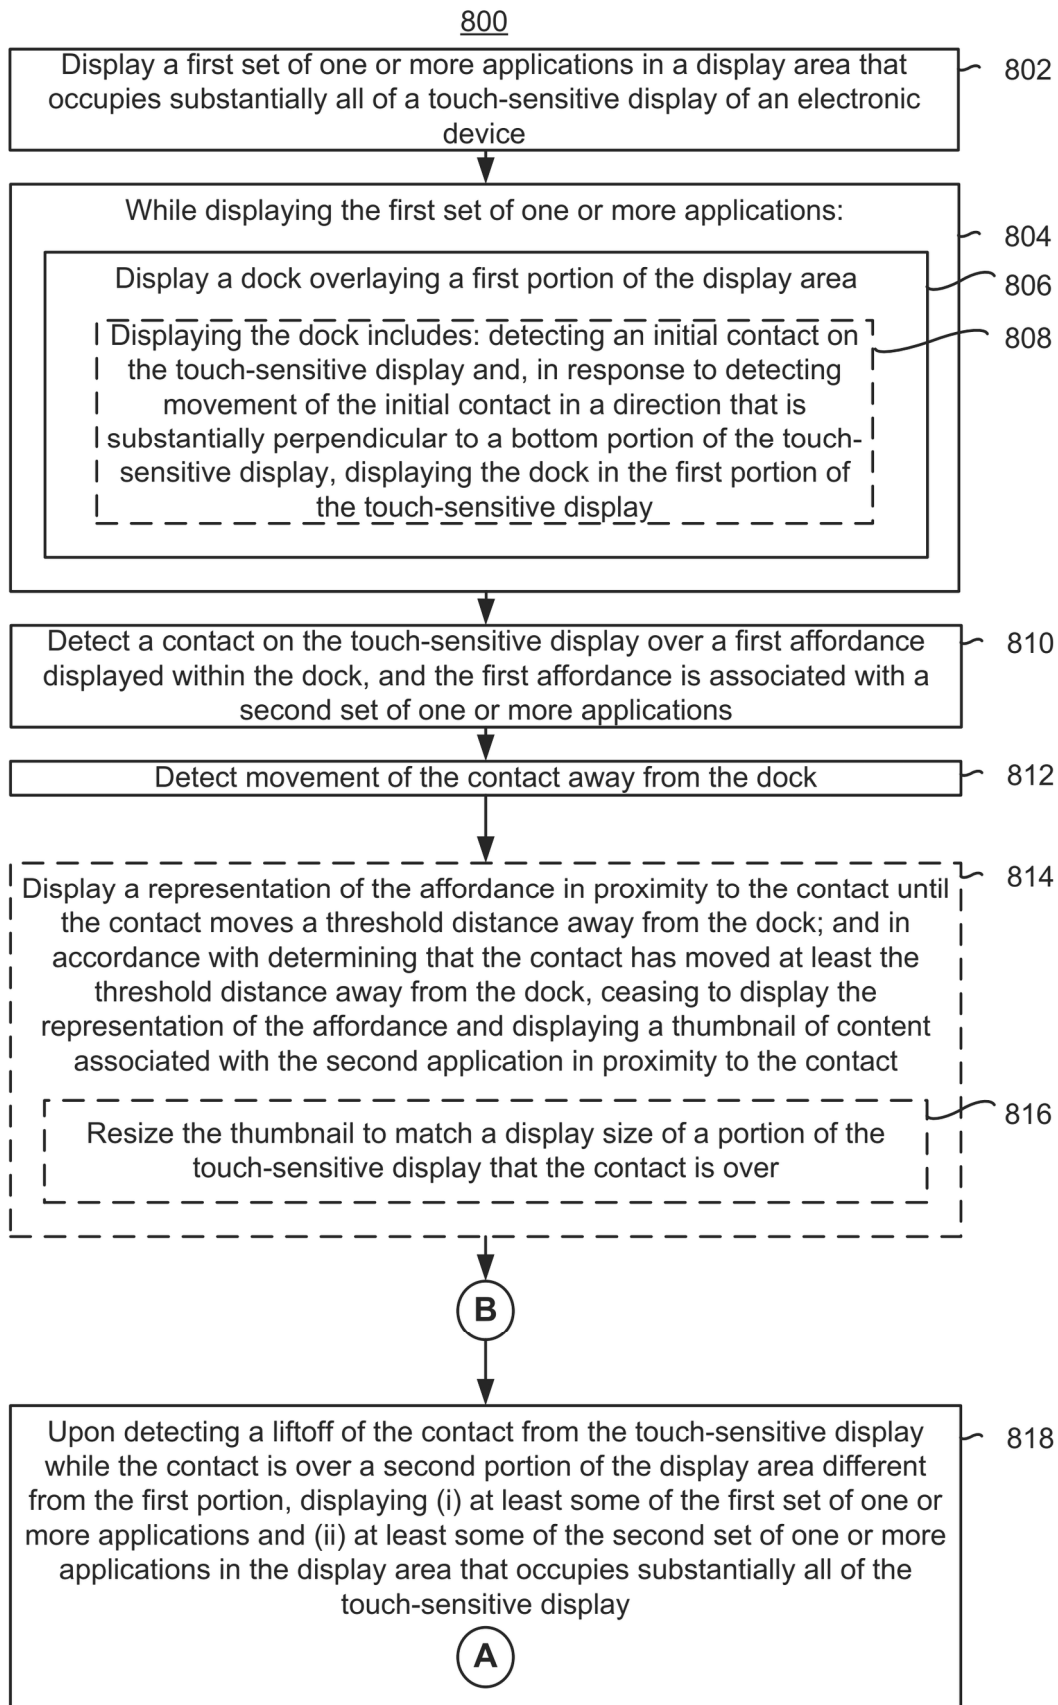 800
Display a first set of one or more applications in a display area that
occupies substantially all of a touch-sensitive display of an electronic
device
802
While displaying the first set of one or more applications:
804
Display a dock overlaying a first portion of the display area
806
Displaying the dock includes: detecting an initial contact on
the touch-sensitive display and, in response to detecting
movement of the initial contact in a direction that is
substantially perpendicular to a bottom portion of the touch-
sensitive display, displaying the dock in the first portion of
the touch-sensitive display
808
Detect a contact on the touch-sensitive display over a first affordance
displayed within the dock, and the first affordance is associated with a
second set of one or more applications
810
Detect movement of the contact away from the dock
812
Display a representation of the affordance in proximity to the contact until
the contact moves a threshold distance away from the dock; and in
accordance with determining that the contact has moved at least the
threshold distance away from the dock, ceasing to display the
representation of the affordance and displaying a thumbnail of content
associated with the second application in proximity to the contact
814
Resize the thumbnail to match a display size of a portion of the
touch-sensitive display that the contact is over
816
B
Upon detecting a liftoff of the contact from the touch-sensitive display
while the contact is over a second portion of the display area different
from the first portion, displaying (i) at least some of the first set of one or
more applications and (ii) at least some of the second set of one or more
applications in the display area that occupies substantially all of the
touch-sensitive display
818
A